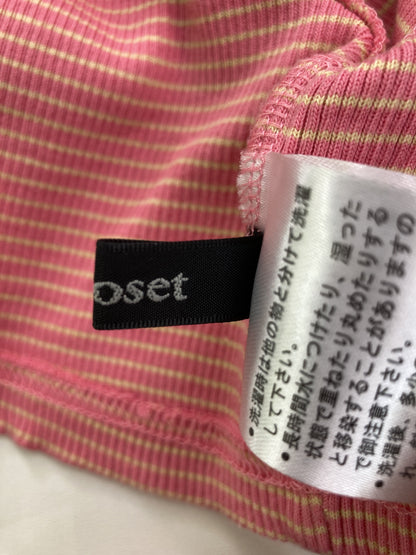 oset
・洗濯時は他の物と分けて洗濯
して下さい。
・長時間水につけたり、湿った
状態で重ねたり丸めたりする
と移染することがありますの
で御注意下さい。
・洗濯後、